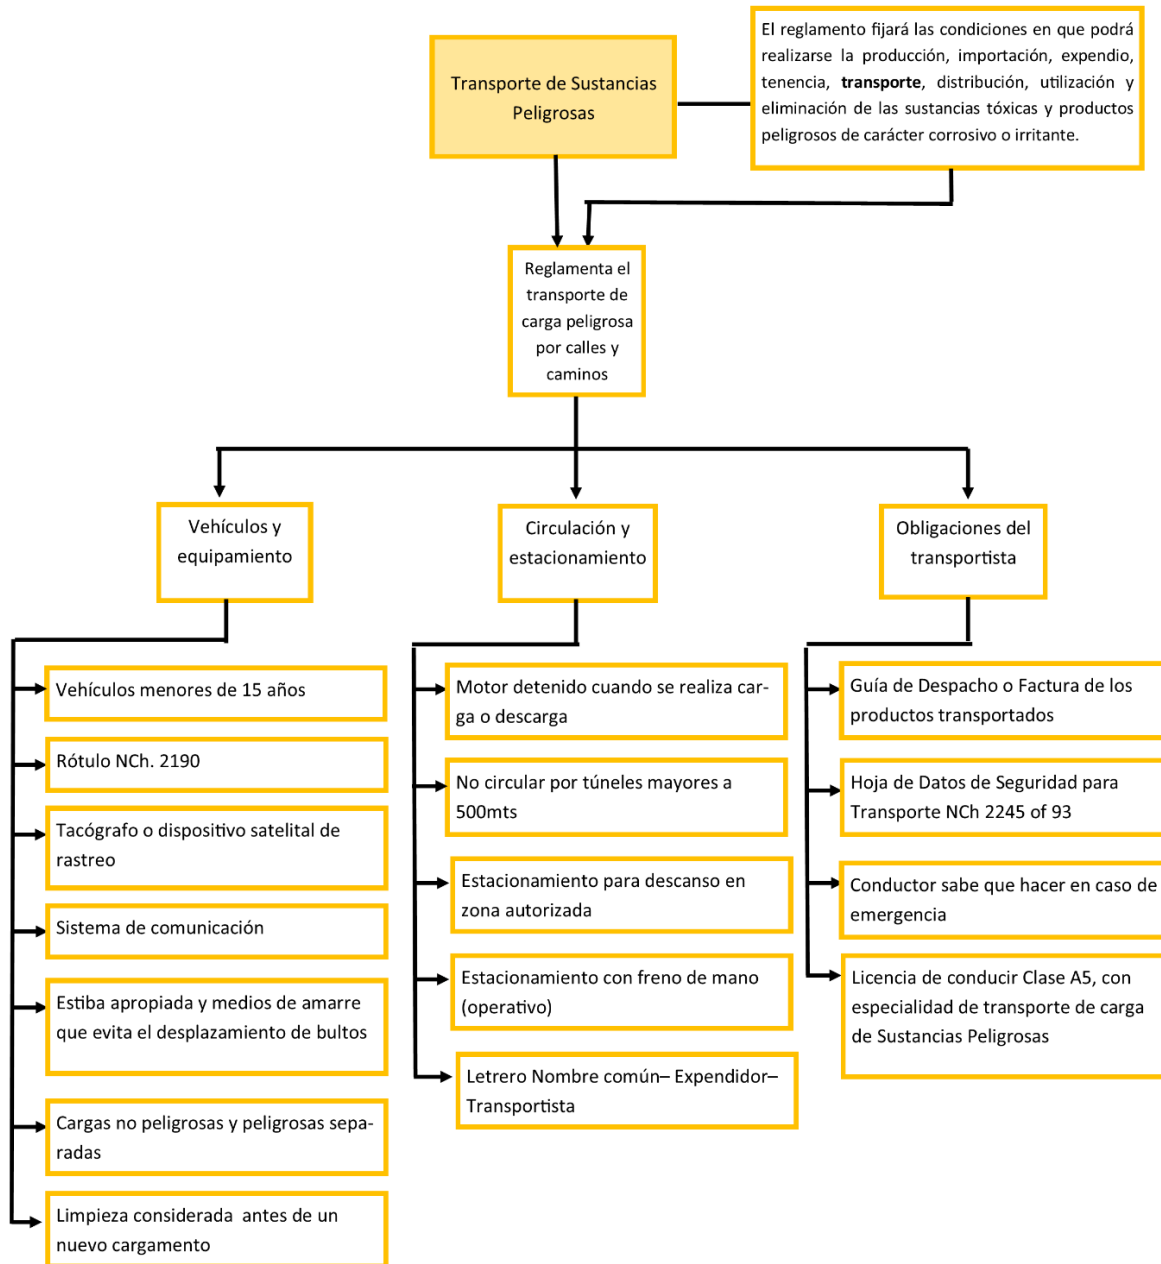 Transporte de Sustancias
Peligrosas
El reglamento fijará las condiciones en que podrá
realizarse la producción, importación, expendio,
tenencia, transporte, distribución, utilización y
eliminación de las sustancias tóxicas y productos
peligrosos de carácter corrosivo o irritante.
Reglamenta el
transporte de
carga peligrosa
por calles y
caminos
Vehículos y
equipamiento
Vehículos menores de 15 años
Rótulo NCh. 2190
Tacógrafo o dispositivo satelital de
rastreo
Sistema de comunicación
Estiba apropiada y medios de amarre
que evita el desplazamiento de bultos
Cargas no peligrosas y peligrosas sepa-
radas
Limpieza considerada antes de un
nuevo cargamento
Circulación y
estacionamiento
Motor detenido cuando se realiza car-
ga o descarga
No circular por túneles mayores a
500mts
Estacionamiento para descanso en
zona autorizada
Estacionamiento con freno de mano
(operativo)
Letrero Nombre común– Expendidor–
Transportista
Obligaciones del
transportista
Guía de Despacho o Factura de los
productos transportados
Hoja de Datos de Seguridad para
Transporte NCh 2245 of 93
Conductor sabe que hacer en caso de
emergencia
Licencia de conducir Clase A5, con
especialidad de transporte de carga
de Sustancias Peligrosas